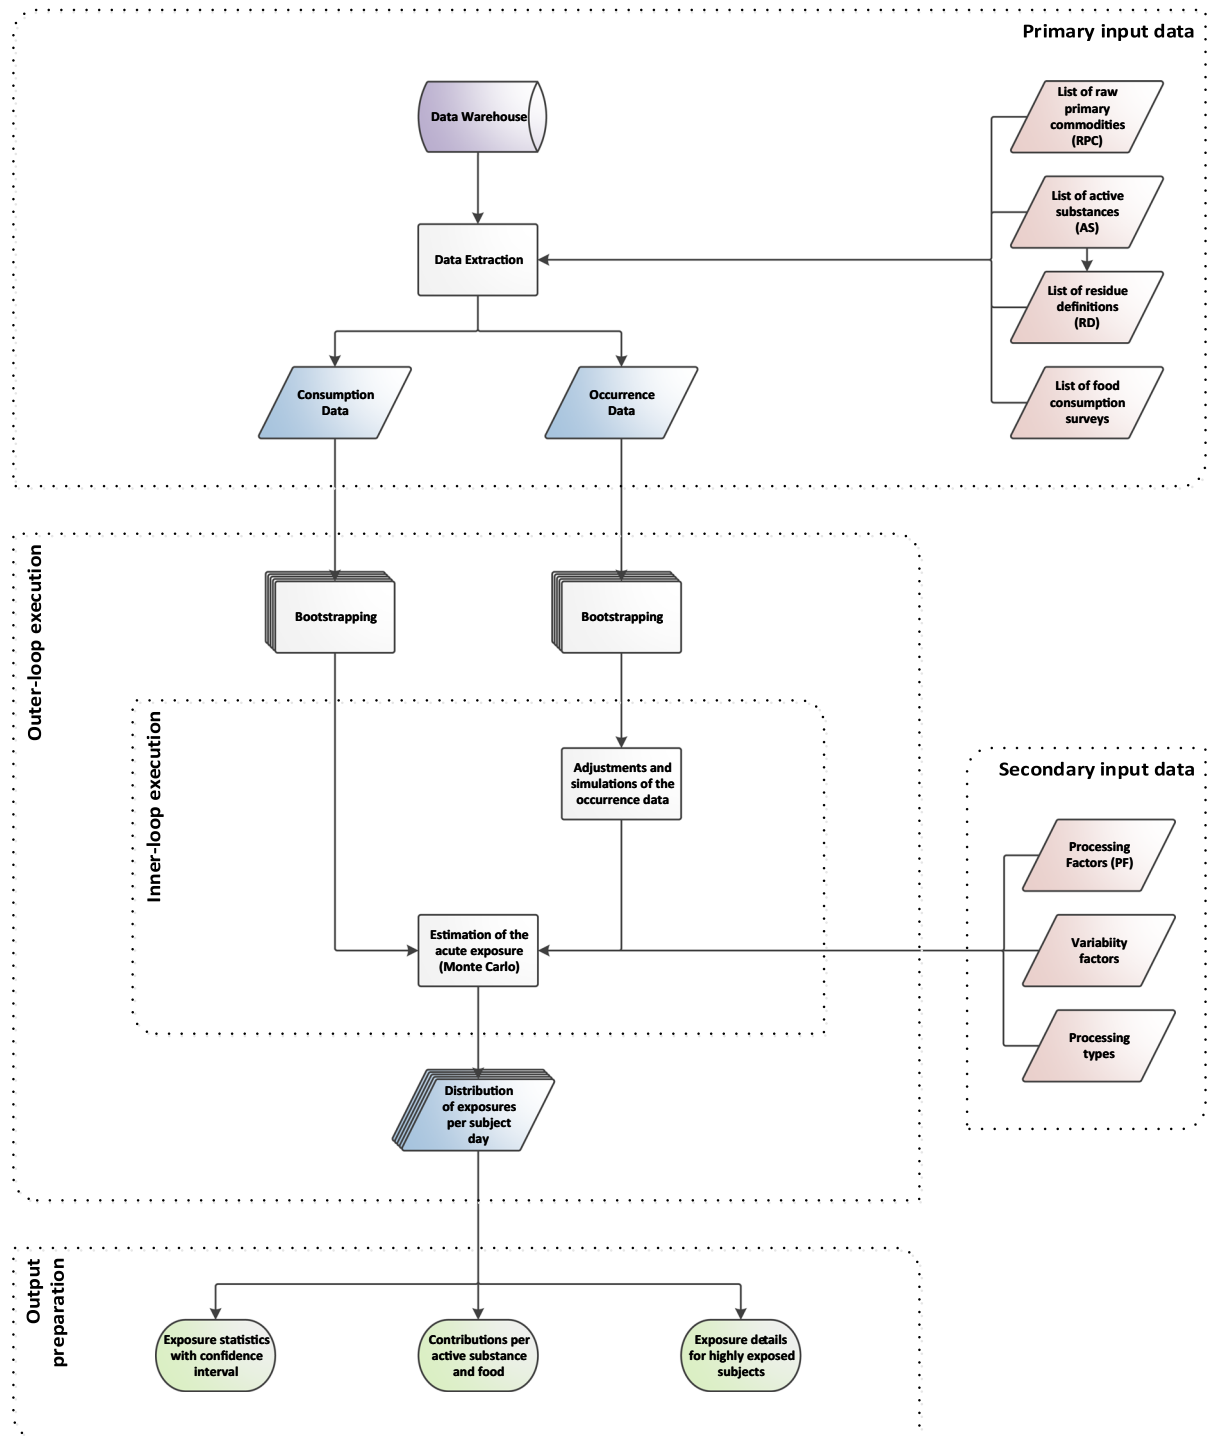 Primary input data
Data Warehouse
List of raw
primary
commodities
(RPC)
List of active
substances
(AS)
Data Extraction
List of residue
definitions
(RD)
Consumption
Data
Occurrence
Data
List of food
consumption
surveys
Outer-loop execution
Bootstrapping
Bootstrapping
Inner-loop execution
Adjustments and
simulations of the
occurrence data
Secondary input data
Processing
Factors (PF)
Estimation of the
acute exposure
(Monte Carlo)
Variabiity
factors
Processing
types
Distribution
of exposures
per subject
day
Output
preparation
Exposure statistics
with confidence
interval
Contributions per
active substance
and food
Exposure details
for highly exposed
subjects